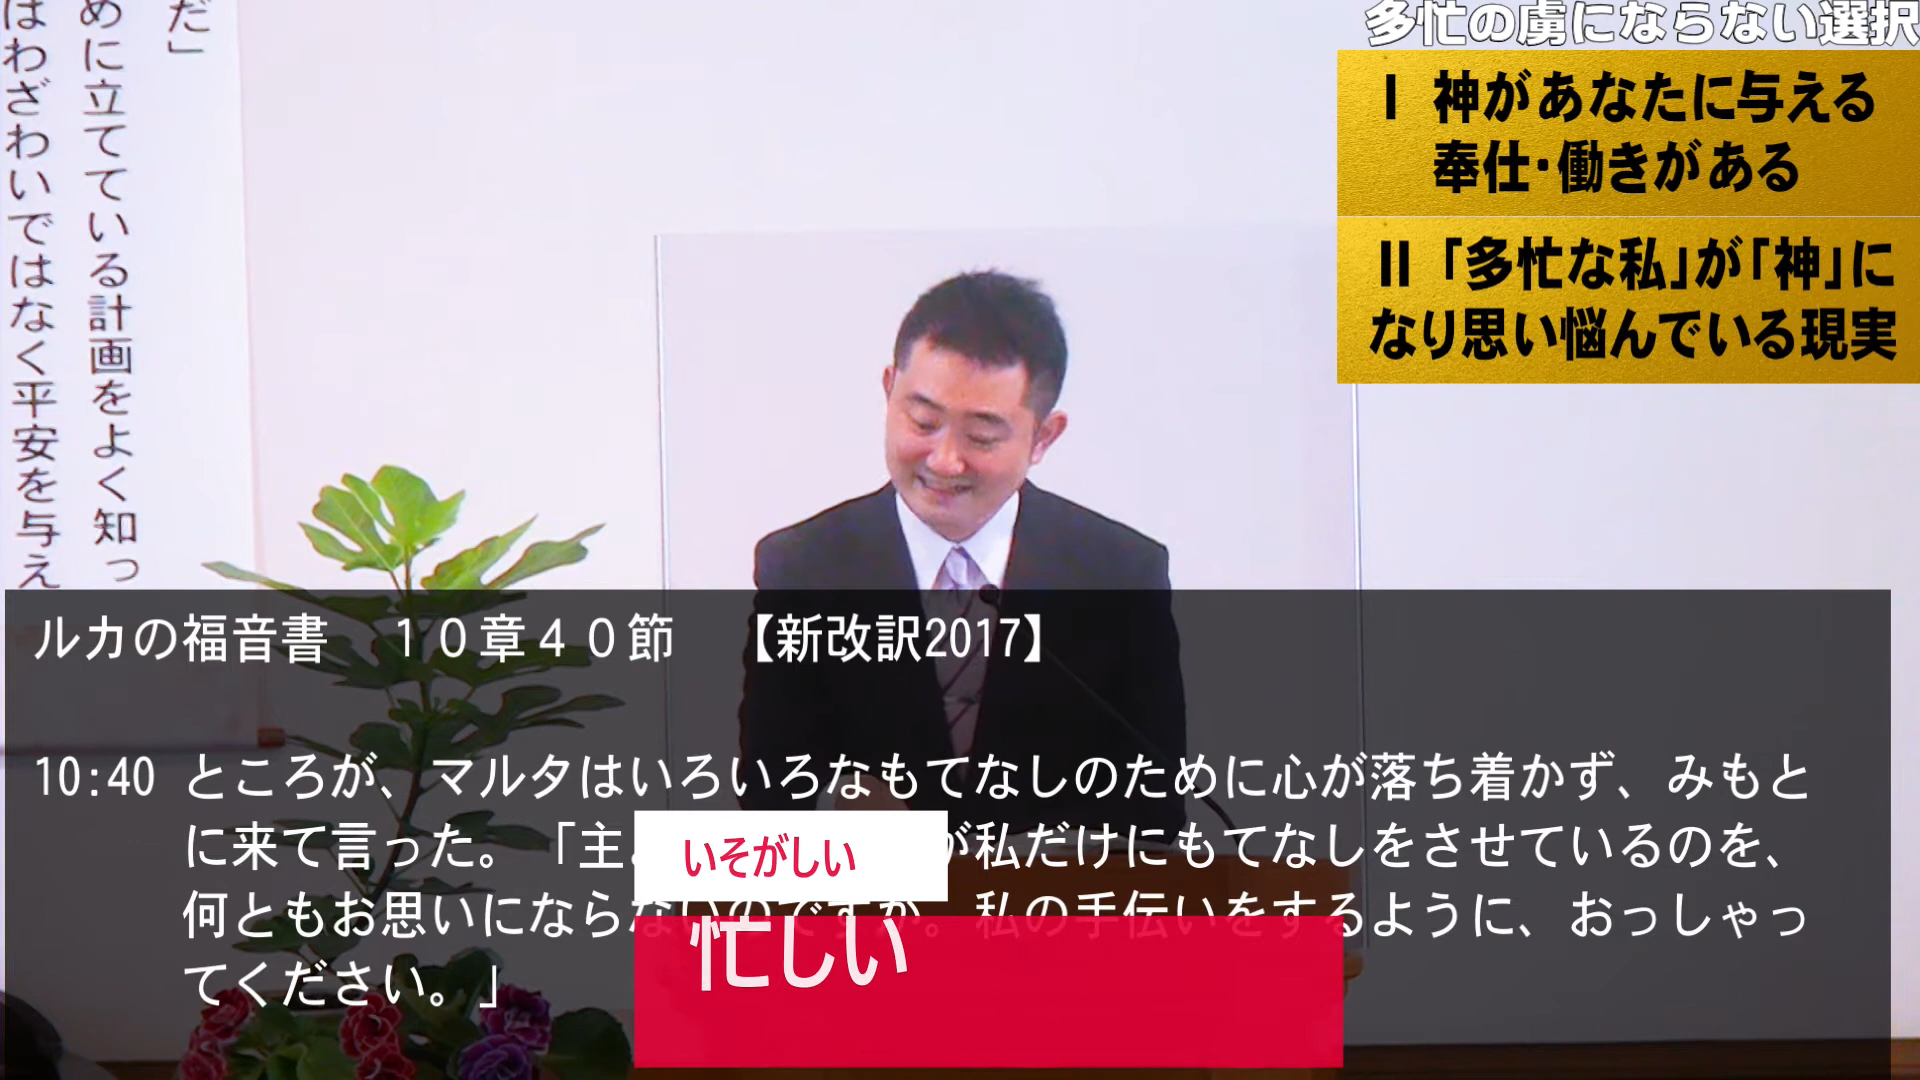 多忙の虜にならない選択
Ⅰ 神があなたに与える
奉仕・働きがある
Ⅱ 「多忙な私」が「神」に
なり思い悩んでいる現実
だ」
めに立てている計画をよく知っ
はわざわいではなく平安を与え
ルカの福音書　１０章４０節　【新改訳2017】
10:40 ところが、マルタはいろいろなもてなしのために心が落ち着かず、みもと
に来て言った。「主 が私だけにもてなしをさせているのを、
何ともお思いにならないのですか。私の手伝いをするように、おっしゃっ
てください。」
いそがしい
忙しい